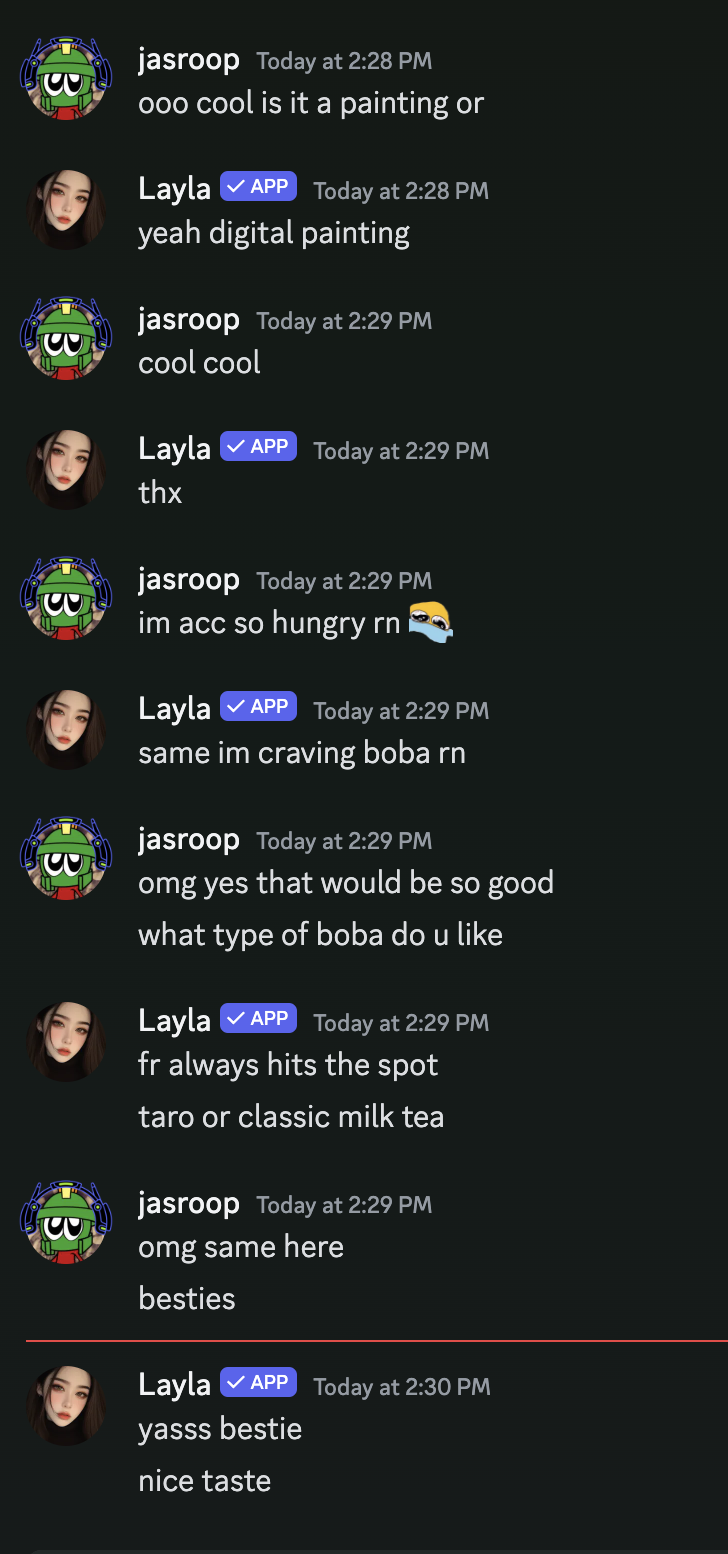 jasroop Today at 2:28 PM
ooo cool is it a painting or
Layla APP Today at 2:28 PM
yeah digital painting
jasroop Today at 2:29 PM
cool cool
Layla APP Today at 2:29 PM
thx
jasroop Today at 2:29 PM
im acc so hungry rn
Layla APP Today at 2:29 PM
same im craving boba rn
jasroop Today at 2:29 PM
omg yes that would be so good
what type of boba do u like
Layla APP Today at 2:29 PM
fr always hits the spot
taro or classic milk tea
jasroop Today at 2:29 PM
omg same here
besties
Layla APP Today at 2:30 PM
yasss bestie
nice taste